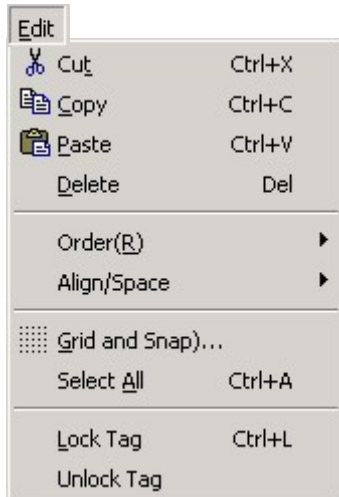 Edit
Cut Ctrl+X
Copy Ctrl+C
Paste Ctrl+V
Delete Del
Order(R)
Align/Space
Grid and Snap)...
Select All Ctrl+A
Lock Tag Ctrl+L
Unlock Tag